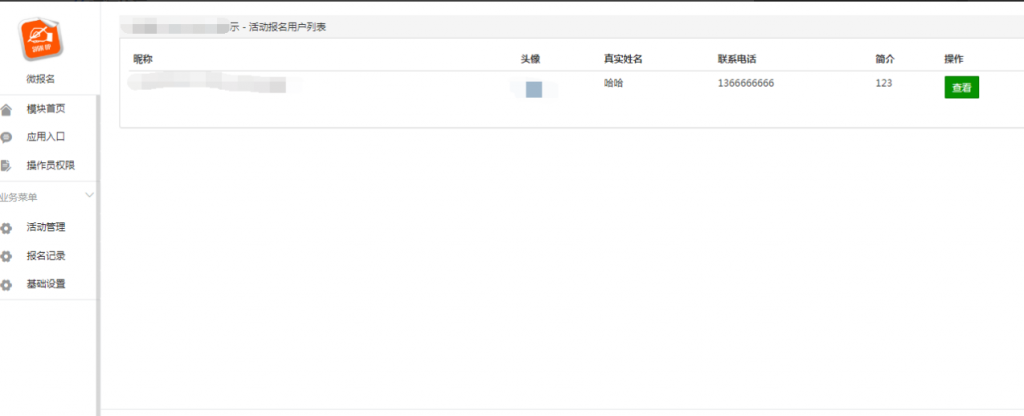 示 - 活动报名用户列表
SIGN UP
微报名
模块首页
应用入口
操作员权限
业务菜单
活动管理
报名记录
基础设置
昵称 头像 真实姓名 联系电话 简介 操作
哈哈 1366666666 123 查看